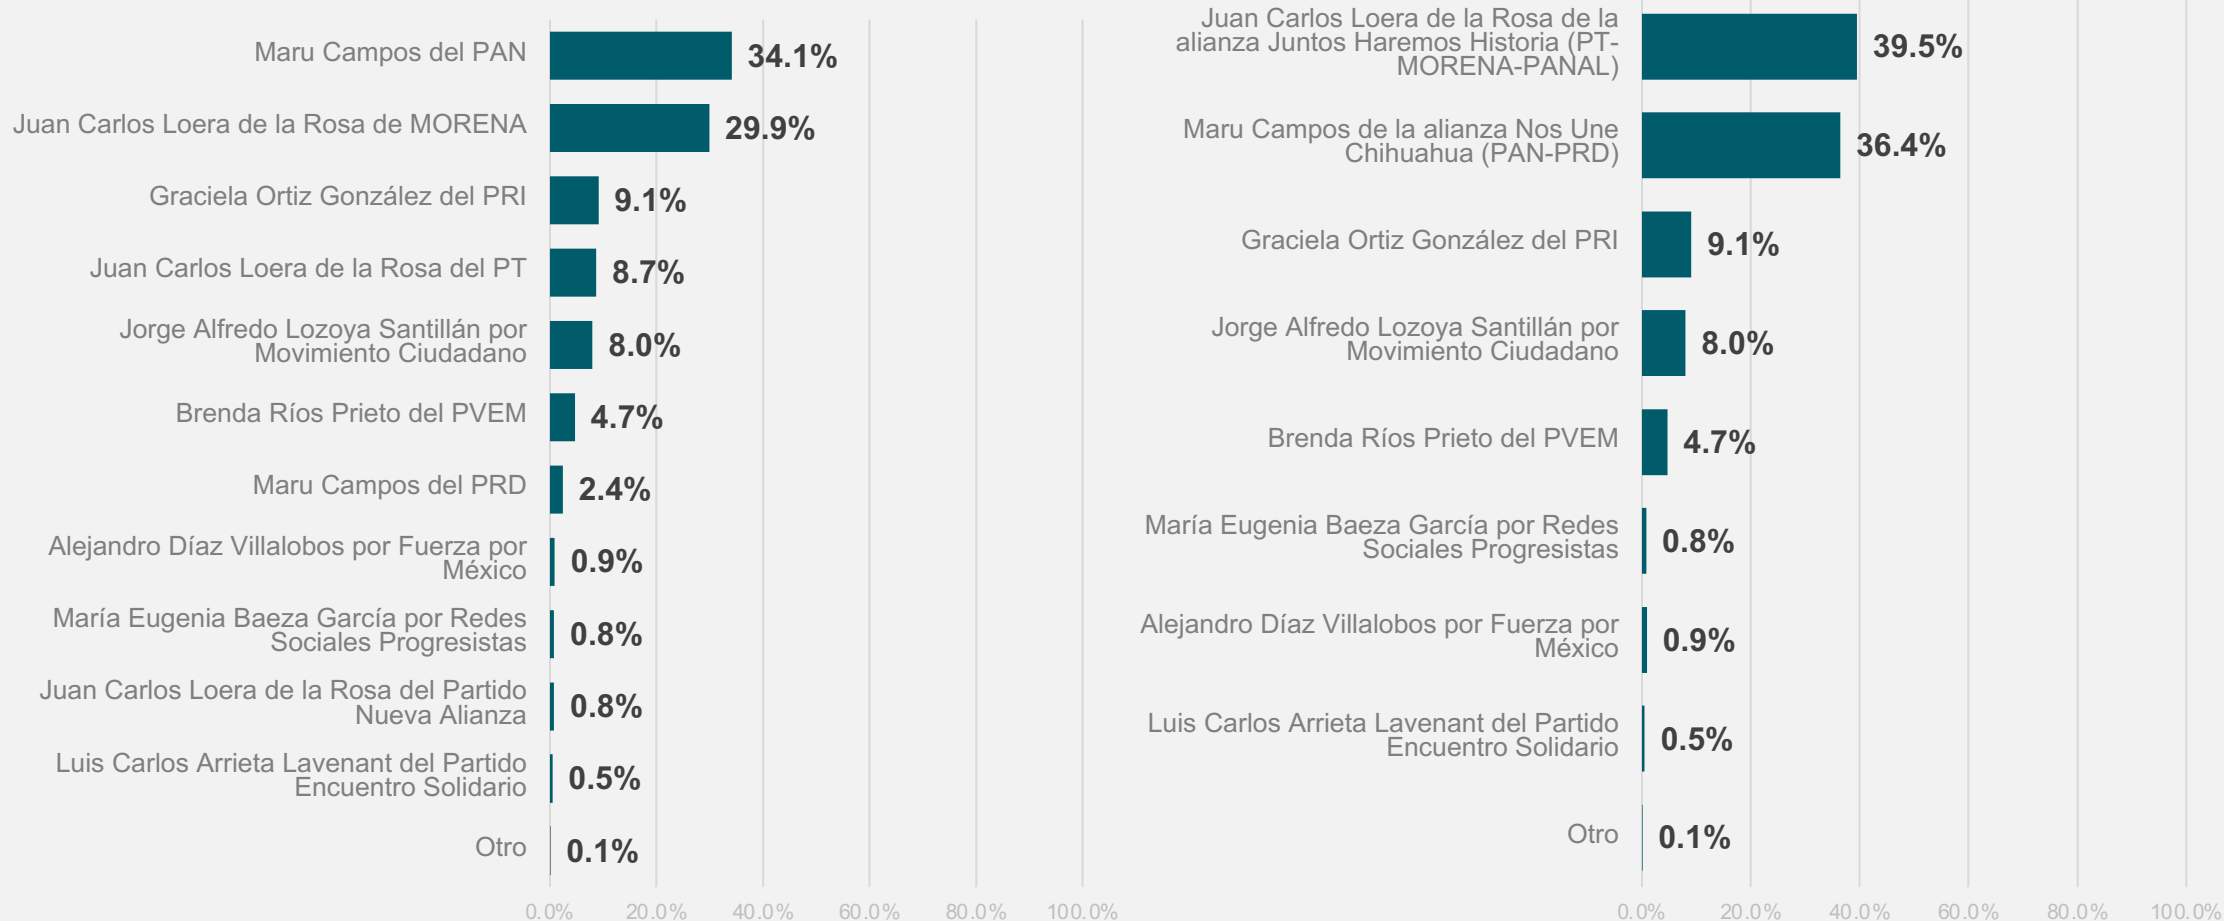 Maru Campos del PAN
34.1%
Juan Carlos Loera de la Rosa de MORENA
29.9%
Graciela Ortiz González del PRI
9.1%
Juan Carlos Loera de la Rosa del PT
8.7%
Jorge Alfredo Lozoya Santillán por
Movimiento Ciudadano
8.0%
Brenda Ríos Prieto del PVEM
4.7%
Maru Campos del PRD
2.4%
Alejandro Díaz Villalobos por Fuerza por
México
0.9%
María Eugenia Baeza García por Redes
Sociales Progresistas
0.8%
Juan Carlos Loera de la Rosa del Partido
Nueva Alianza
0.8%
Luis Carlos Arrieta Lavenant del Partido
Encuentro Solidario
0.5%
Otro
0.1%
0.0% 20.0% 40.0% 60.0% 80.0% 100.0%
Juan Carlos Loera de la Rosa de la
alianza Juntos Haremos Historia (PT-
MORENA-PANAL)
39.5%
Maru Campos de la alianza Nos Une
Chihuahua (PAN-PRD)
36.4%
Graciela Ortiz González del PRI
9.1%
Jorge Alfredo Lozoya Santillán por
Movimiento Ciudadano
8.0%
Brenda Ríos Prieto del PVEM
4.7%
María Eugenia Baeza García por Redes
Sociales Progresistas
0.8%
Alejandro Díaz Villalobos por Fuerza por
México
0.9%
Luis Carlos Arrieta Lavenant del Partido
Encuentro Solidario
0.5%
Otro
0.1%
0.0% 20.0% 40.0% 60.0% 80.0% 100.0%